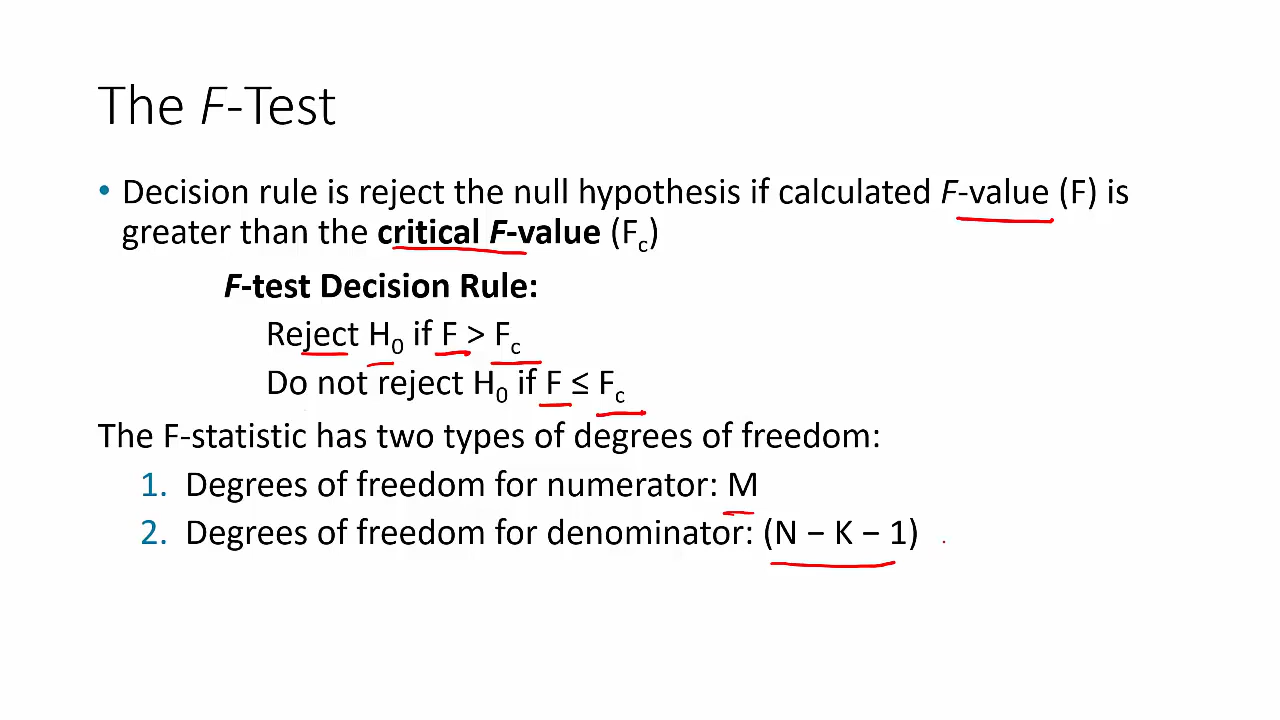 The F-Test
• Decision rule is reject the null hypothesis if calculated F-value (F) is
greater than the critical F-value (Fc)
F-test Decision Rule:
Reject H0 if F > Fc
Do not reject H0 if F ≤ Fc
The F-statistic has two types of degrees of freedom:
1. Degrees of freedom for numerator: M
2. Degrees of freedom for denominator: (N – K – 1)